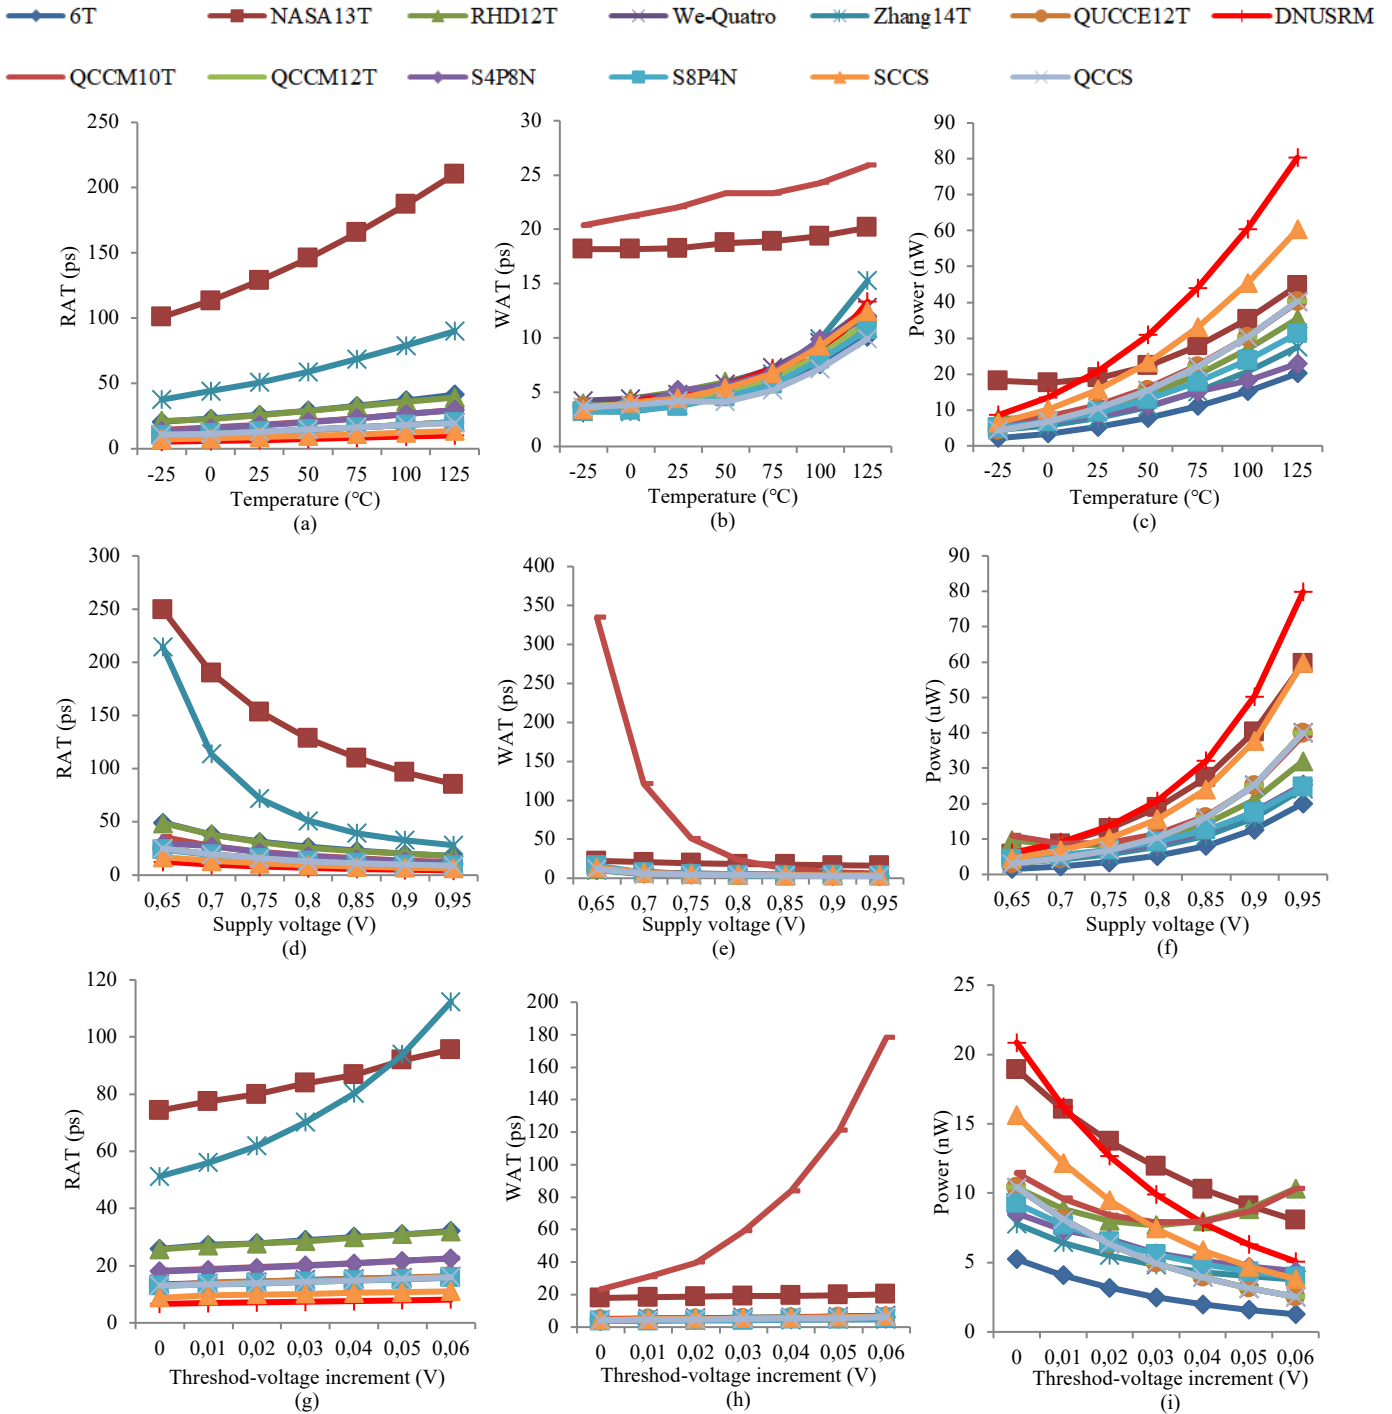 6T NASA13T RHD12T We-Quatro Zhang14T QUCCE12T DNUSRM
QCCM10T QCCM12T S4P8N S8P4N SCCS QCCS
RAT (ps)
250
200
150
100
50
0
-25 0 25 50 75 100 125
Temperature (°C)
(a)
WAT (ps)
30
25
20
15
10
5
0
-25 0 25 50 75 100 125
Temperature (°C)
(b)
Power (nW)
90
80
70
60
50
40
30
20
10
0
-25 0 25 50 75 100 125
Temperature (°C)
(c)
RAT (ps)
300
250
200
150
100
50
0
0,65 0,7 0,75 0,8 0,85 0,9 0,95
Supply voltage (V)
(d)
WAT (ps)
400
350
300
250
200
150
100
50
0
0,65 0,7 0,75 0,8 0,85 0,9 0,95
Supply voltage (V)
(e)
Power (uW)
90
80
70
60
50
40
30
20
10
0
0,65 0,7 0,75 0,8 0,85 0,9 0,95
Supply voltage (V)
(f)
RAT (ps)
120
100
80
60
40
20
0
0 0,01 0,02 0,03 0,04 0,05 0,06
Threshod-voltage increment (V)
(g)
WAT (ps)
200
180
160
140
120
100
80
60
40
20
0
0 0,01 0,02 0,03 0,04 0,05 0,06
Threshod-voltage increment (V)
(h)
Power (nW)
25
20
15
10
5
0
0 0,01 0,02 0,03 0,04 0,05 0,06
Threshod-voltage increment (V)
(i)